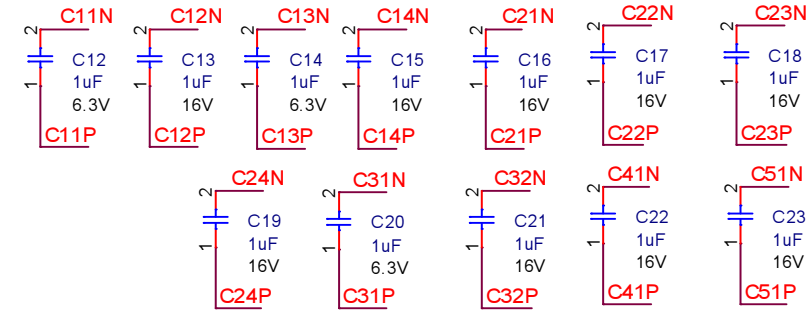 C11N C12N C13N C14N C21N C22N C23N
2 2 2 2 2 2 2
C12 C13 C14 C15 C16 C17 C18
1uF 1uF 1uF 1uF 1uF 1uF 1uF
1 1 1 1 1 1 1
6.3V 16V 6.3V 16V 16V 16V 16V
C11P C12P C13P C14P C21P C22P C23P
C24N C31N C32N C41N C51N
2 2 2 2 2
C19 C20 C21 C22 C23
1uF 1uF 1uF 1uF 1uF
1 1 1 1 1
16V 6.3V 16V 16V 16V
C24P C31P C32P C41P C51P